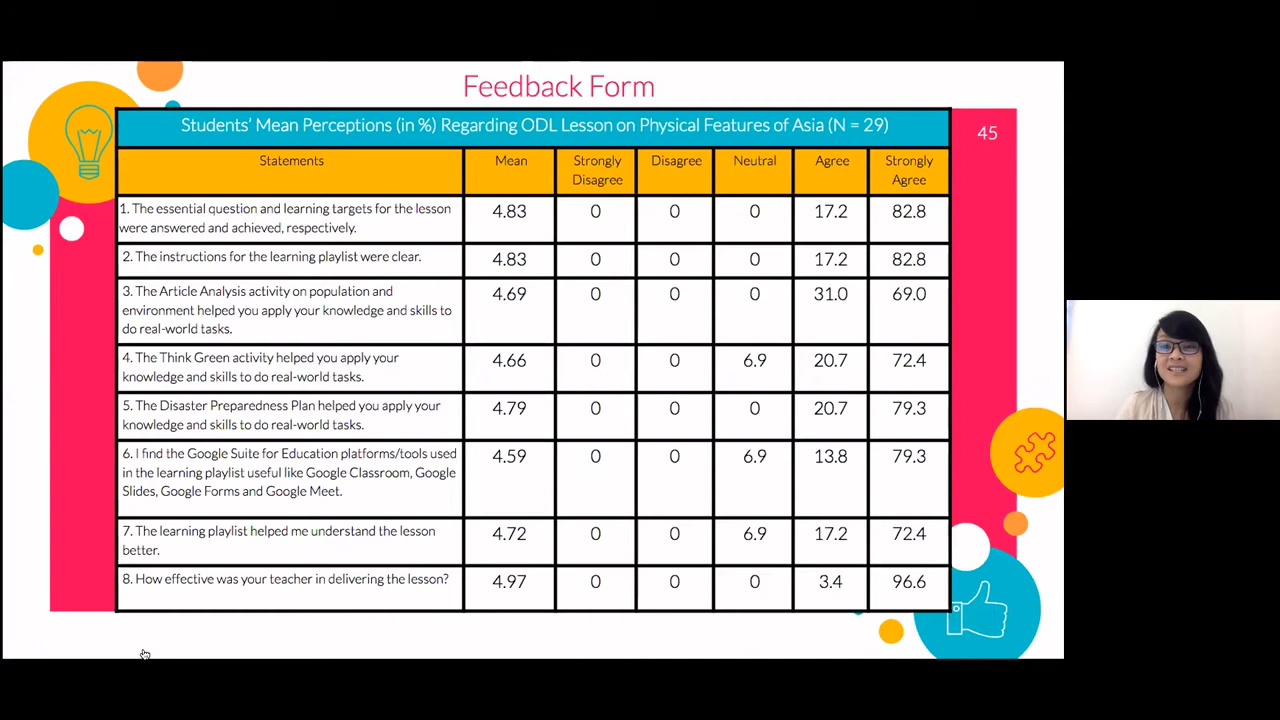 Feedback Form
Students' Mean Perceptions (in %) Regarding ODL Lesson on Physical Features of Asia (N = 29)
45
Statements Mean Strongly Disagree Disagree Neutral Agree Strongly Agree
1. The essential question and learning targets for the lesson
were answered and achieved, respectively.
4.83 0 0 0 17.2 82.8
2. The instructions for the learning playlist were clear.
4.83 0 0 0 17.2 82.8
3. The Article Analysis activity on population and
environment helped you apply your knowledge and skills to
do real-world tasks.
4.69 0 0 0 31.0 69.0
4. The Think Green activity helped you apply your
knowledge and skills to do real-world tasks.
4.66 0 0 6.9 20.7 72.4
5. The Disaster Preparedness Plan helped you apply your
knowledge and skills to do real-world tasks.
4.79 0 0 0 20.7 79.3
6. I find the Google Suite for Education platforms/tools used
in the learning playlist useful like Google Classroom, Google
Slides, Google Forms and Google Meet.
4.59 0 0 6.9 13.8 79.3
7. The learning playlist helped me understand the lesson
better.
4.72 0 0 6.9 17.2 72.4
8. How effective was your teacher in delivering the lesson?
4.97 0 0 0 3.4 96.6